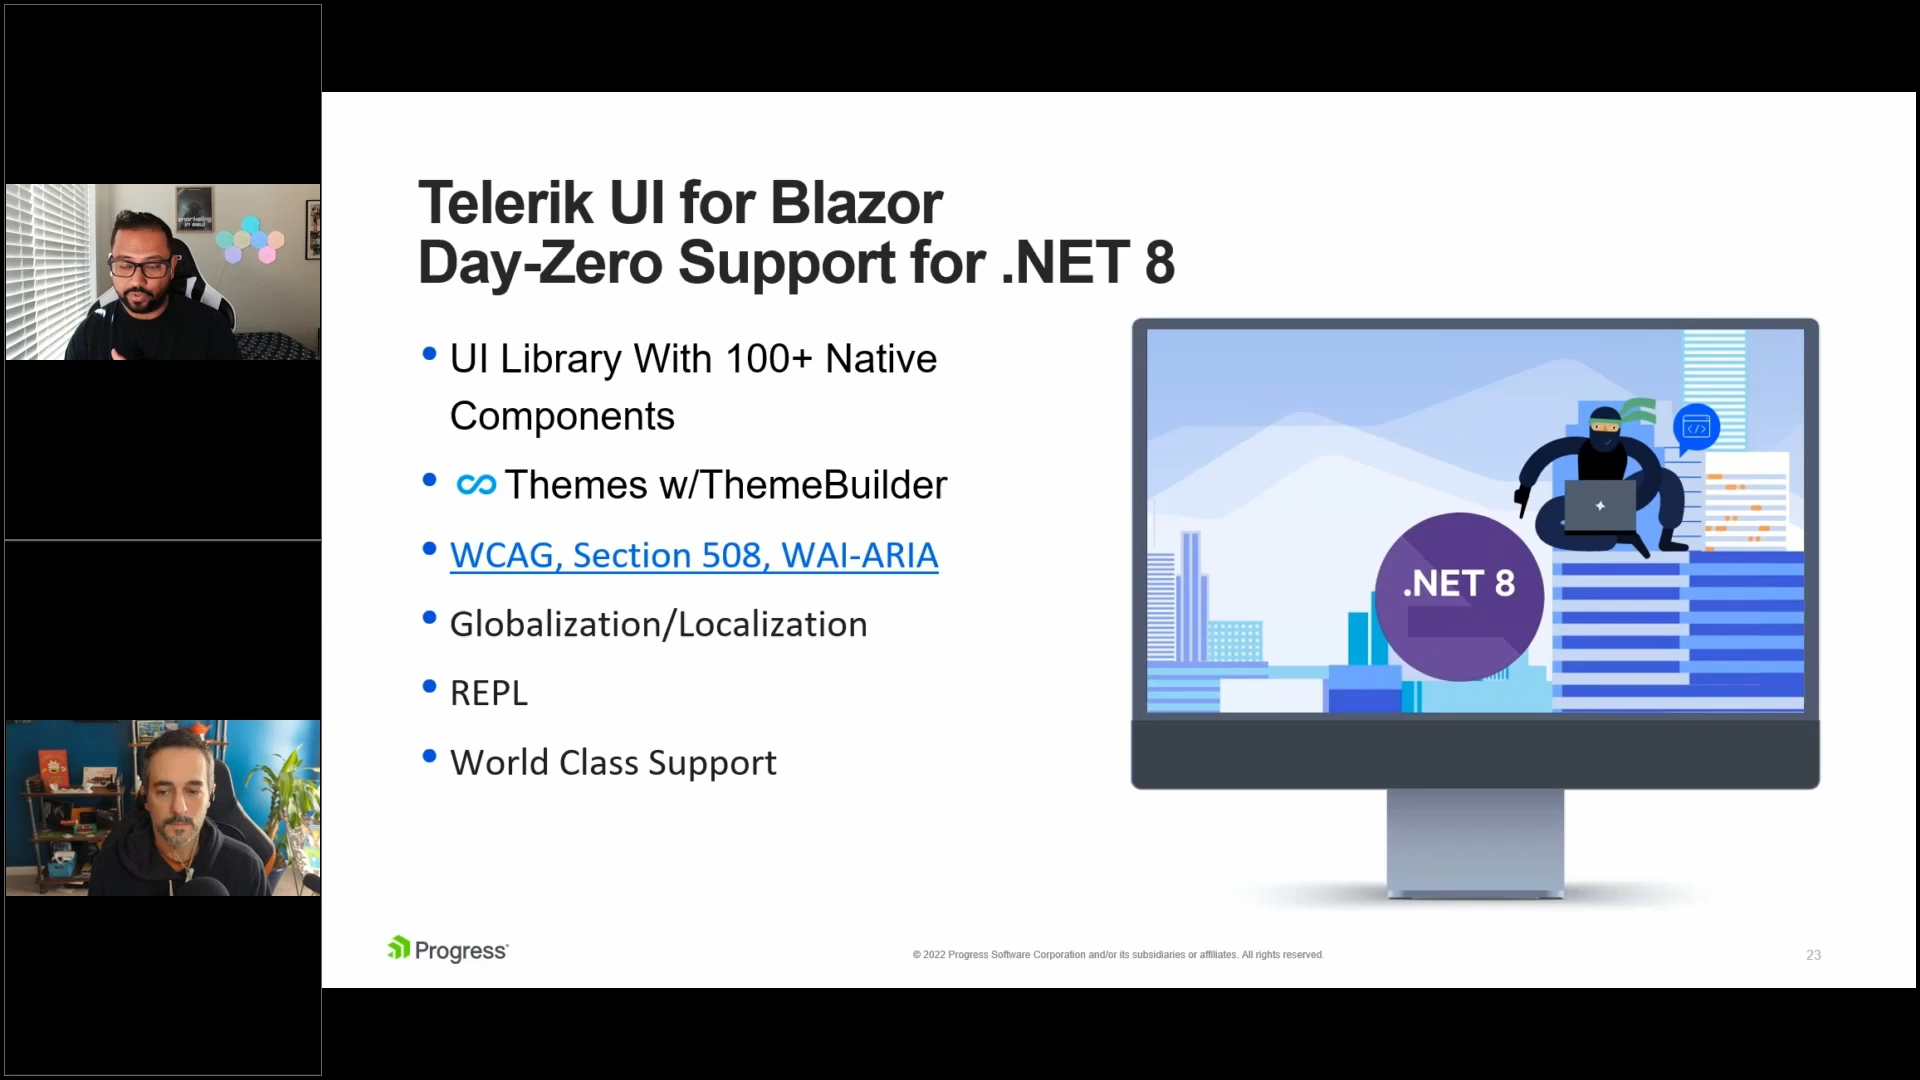 Telerik UI for Blazor
Day-Zero Support for .NET 8
• UI Library With 100+ Native
Components
• ∞ Themes w/ThemeBuilder
• WCAG, Section 508, WAI-ARIA
• Globalization/Localization
• REPL
• World Class Support
</>
.NET 8
Progress
© 2022 Progress Software Corporation and/or its subsidiaries or affiliates. All rights reserved.
23